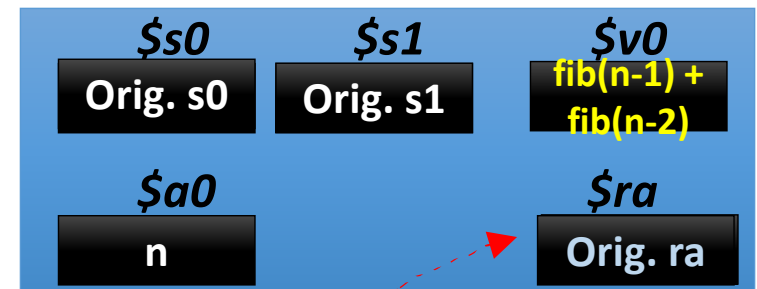 $s0 $s1 $v0
Orig. s0 Orig. s1 fib(n-1) +
fib(n-2)
$a0 $ra
n Orig. ra